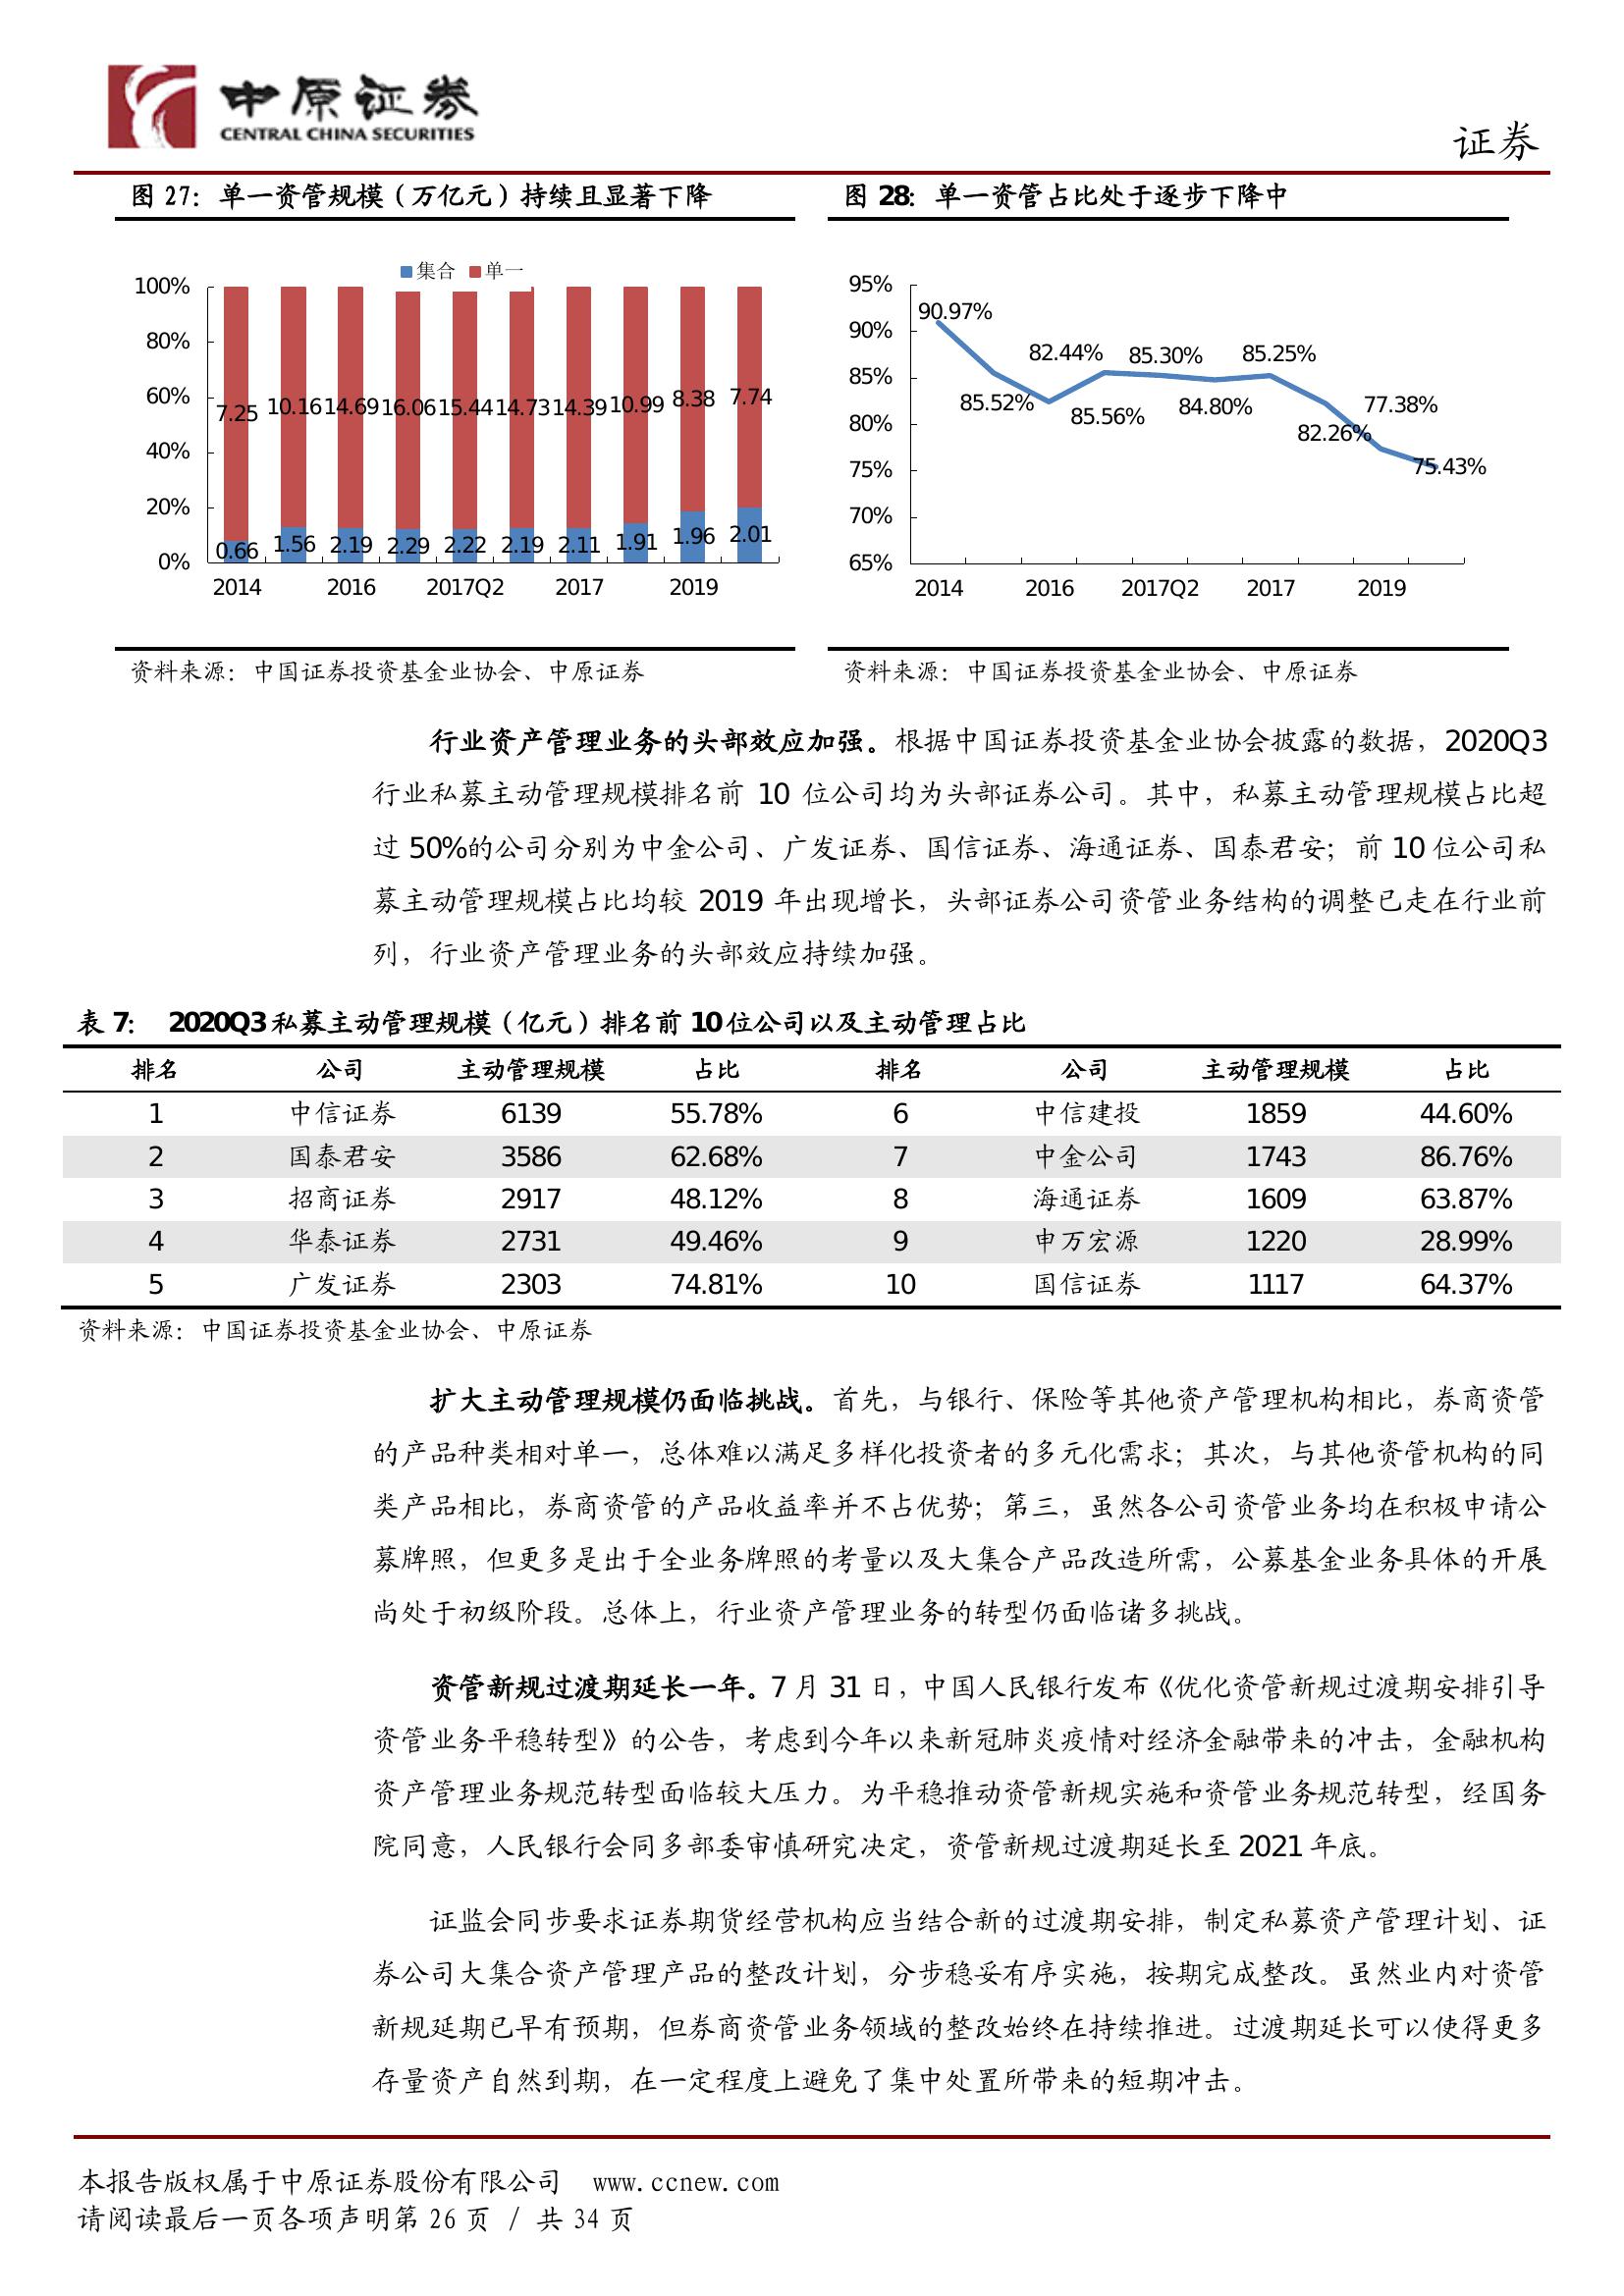 中原证券
CENTRAL CHINA SECURITIES
证券
图 27：单一资管规模（万亿元）持续且显著下降
集合 单一
100%
80%
60%
40%
20%
0%
7.25 10.16 14.69 16.06 15.44 14.73 14.39 10.99 8.38 7.74
0.66 1.56 2.19 2.29 2.22 2.19 2.11 1.91 1.96 2.01
2014 2016 2017Q2 2017 2019
资料来源：中国证券投资基金业协会、中原证券
图 28：单一资管占比处于逐步下降中
95%
90%
85%
80%
75%
70%
65%
90.97%
85.52%
82.44%
85.56%
85.30%
84.80%
85.25%
82.26%
77.38%
75.43%
2014 2016 2017Q2 2017 2019
资料来源：中国证券投资基金业协会、中原证券
行业资产管理业务的头部效应加强。根据中国证券投资基金业协会披露的数据，2020Q3
行业私募主动管理规模排名前 10 位公司均为头部证券公司。其中，私募主动管理规模占比超
过 50%的公司分别为中金公司、广发证券、国信证券、海通证券、国泰君安；前 10 位公司私
募主动管理规模占比均较 2019 年出现增长，头部证券公司资管业务结构的调整已走在行业前
列，行业资产管理业务的头部效应持续加强。
表 7： 2020Q3 私募主动管理规模（亿元）排名前 10 位公司以及主动管理占比
排名 公司 主动管理规模 占比 排名 公司 主动管理规模 占比
1 中信证券 6139 55.78% 6 中信建投 1859 44.60%
2 国泰君安 3586 62.68% 7 中金公司 1743 86.76%
3 招商证券 2917 48.12% 8 海通证券 1609 63.87%
4 华泰证券 2731 49.46% 9 申万宏源 1220 28.99%
5 广发证券 2303 74.81% 10 国信证券 1117 64.37%
资料来源：中国证券投资基金业协会、中原证券
扩大主动管理规模仍面临挑战。首先，与银行、保险等其他资产管理机构相比，券商资管
的产品种类相对单一，总体难以满足多样化投资者的多元化需求；其次，与其他资管机构的同
类产品相比，券商资管的产品收益率并不占优势；第三，虽然各公司资管业务均在积极申请公
募牌照，但更多是出于全业务牌照的考量以及大集合产品改造所需，公募基金业务具体的开展
尚处于初级阶段。总体上，行业资产管理业务的转型仍面临诸多挑战。
资管新规过渡期延长一年。7 月 31 日，中国人民银行发布《优化资管新规过渡期安排引导
资管业务平稳转型》的公告，考虑到今年以来新冠肺炎疫情对经济金融带来的冲击，金融机构
资产管理业务规范转型面临较大压力。为平稳推动资管新规实施和资管业务规范转型，经国务
院同意，人民银行会同多部委审慎研究决定，资管新规过渡期延长至 2021 年底。
证监会同步要求证券期货经营机构应当结合新的过渡期安排，制定私募资产管理计划、证
券公司大集合资产管理产品的整改计划，分步稳妥有序实施，按期完成整改。虽然业内对资管
新规延期已早有预期，但券商资管业务领域的整改始终在持续推进。过渡期延长可以使得更多
存量资产自然到期，在一定程度上避免了集中处置所带来的短期冲击。
本报告版权属于中原证券股份有限公司 www.ccnew.com
请阅读最后一页各项声明第 26 页 / 共 34 页